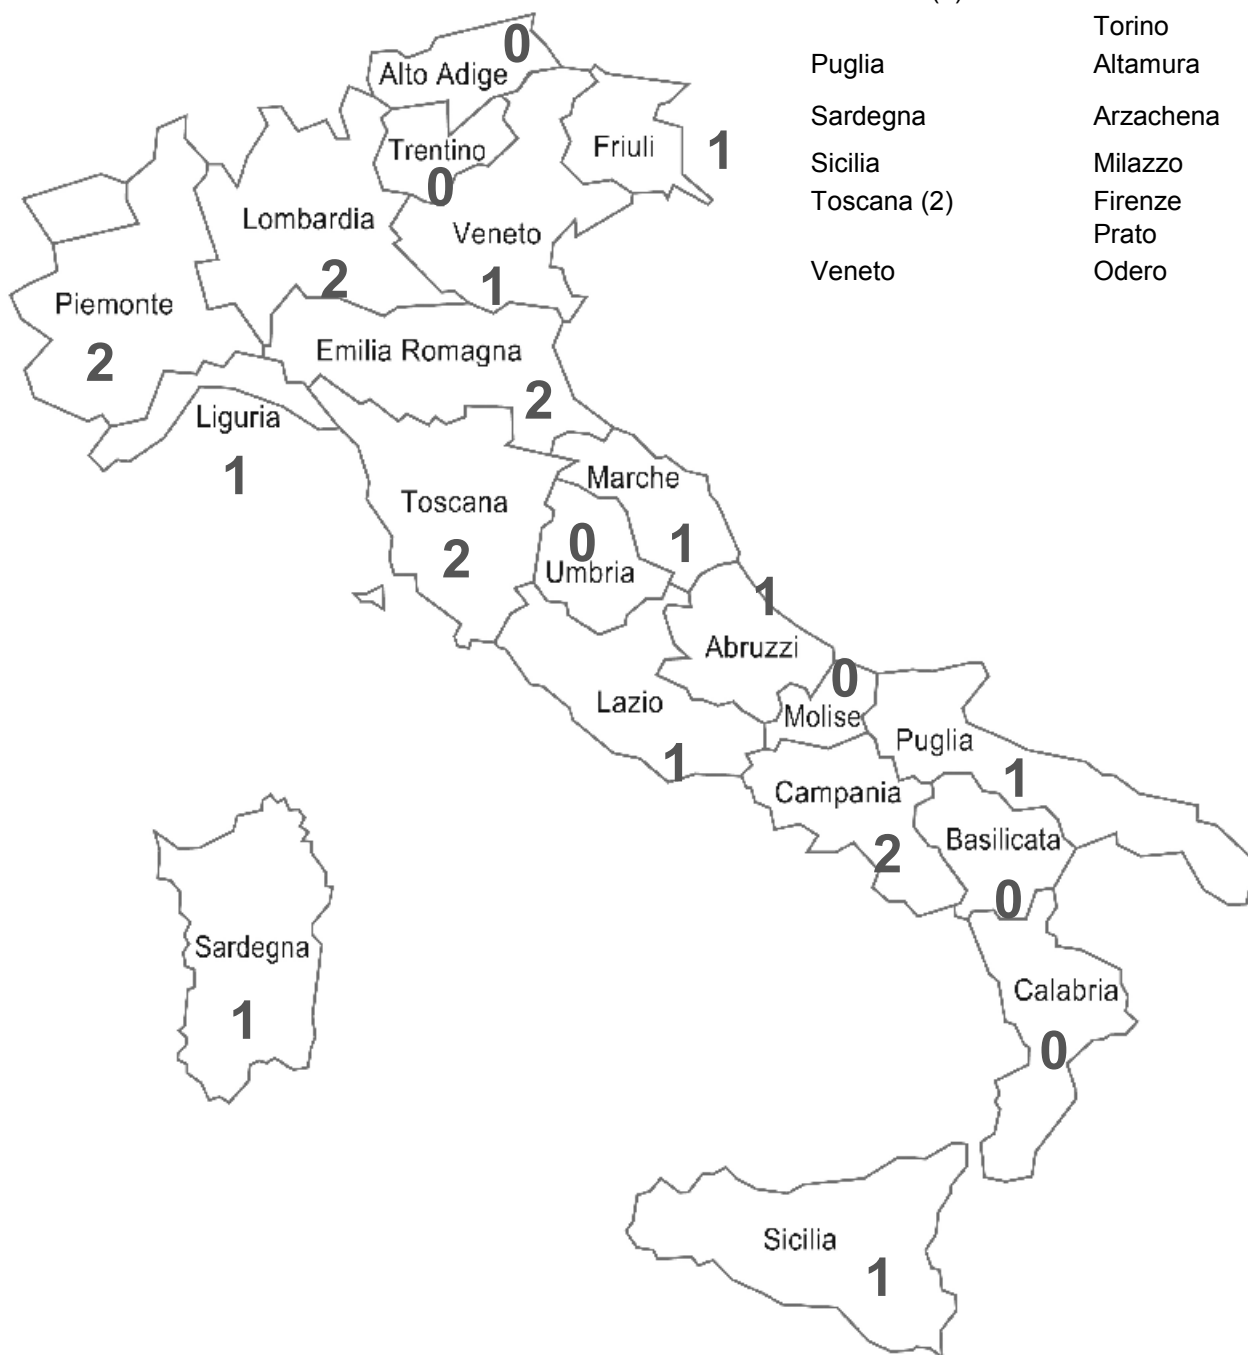 Torino
Puglia Altamura
Sardegna Arzachena
Sicilia Milazzo
Toscana (2) Firenze
Prato
Veneto Odero
0
Alto Adige
Trentino
0
Friuli
1
Lombardia
2
Veneto
1
Piemonte
2
Emilia Romagna
2
Liguria
1
Toscana
2
Marche
1
0
Umbria
1
Abruzzi
0
Molise
Lazio
1
Puglia
1
Campania
2
Basilicata
0
Sardegna
1
Calabria
0
Sicilia
1